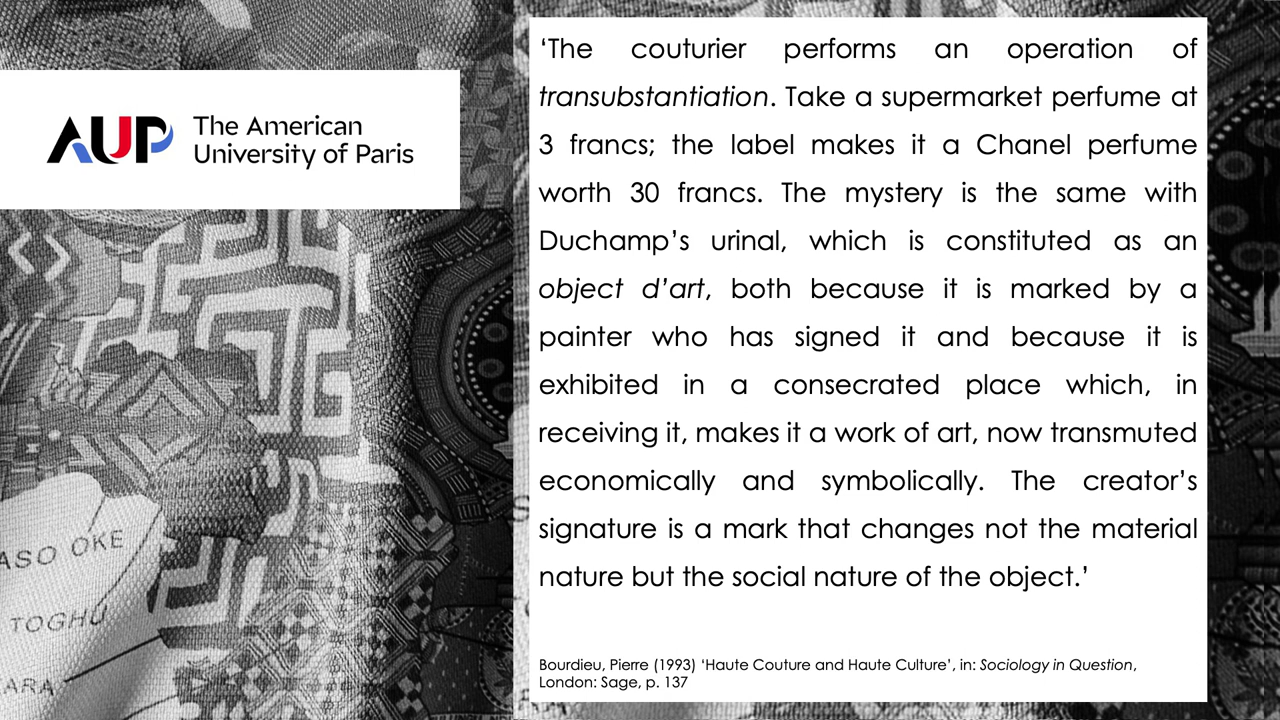 AUP The American
University of Paris
ASO OKE
TOGHU
ARA
‘The couturier performs an operation of
transubstantiation. Take a supermarket perfume at
3 francs; the label makes it a Chanel perfume
worth 30 francs. The mystery is the same with
Duchamp’s urinal, which is constituted as an
object d’art, both because it is marked by a
painter who has signed it and because it is
exhibited in a consecrated place which, in
receiving it, makes it a work of art, now transmuted
economically and symbolically. The creator’s
signature is a mark that changes not the material
nature but the social nature of the object.’
Bourdieu, Pierre (1993) ‘Haute Couture and Haute Culture’, in: Sociology in Question,
London: Sage, p. 137